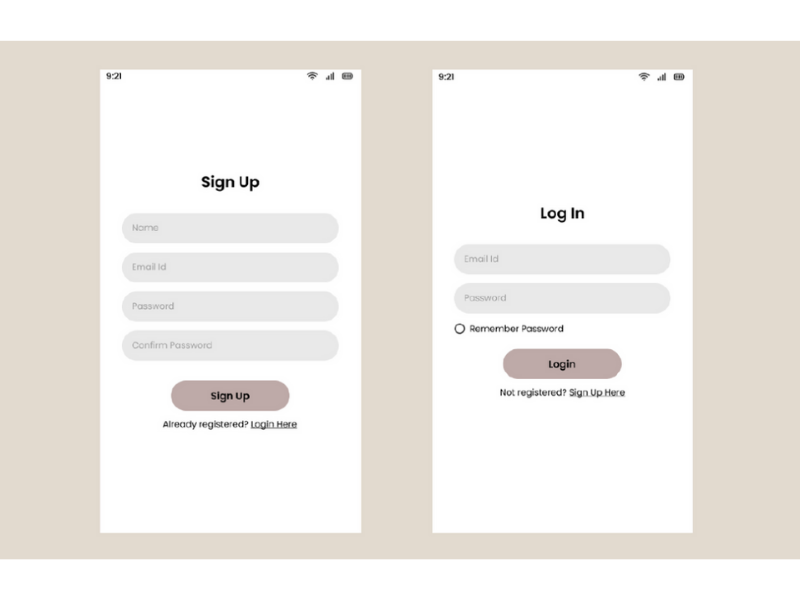 9:21
Sign Up
Name
Email Id
Password
Confirm Password
Sign Up
Already registered? Login Here
9:21
Log In
Email Id
Password
Remember Password
Login
Not registered? Sign Up Here